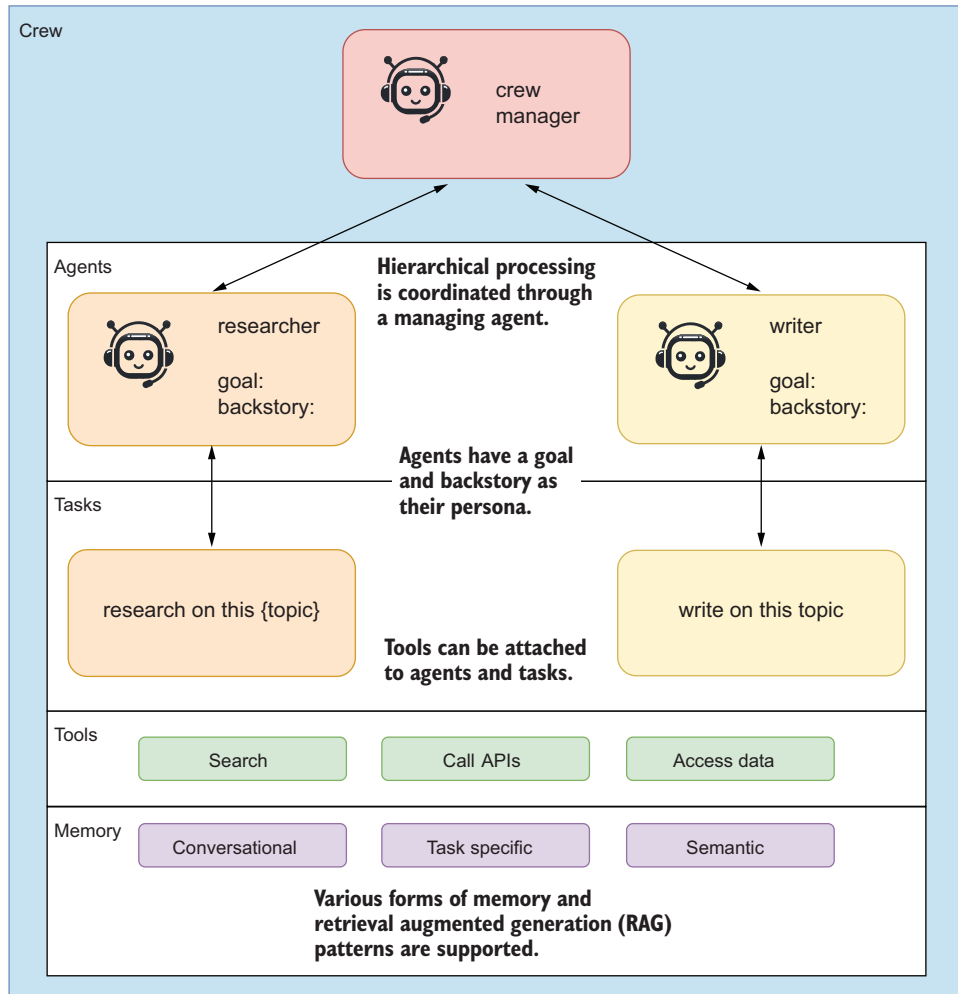 Crew
crew
manager
Agents
Hierarchical processing
is coordinated through
a managing agent.
researcher
goal:
backstory:
writer
goal:
backstory:
Agents have a goal
and backstory as
their persona.
Tasks
research on this {topic}
write on this topic
Tools can be attached
to agents and tasks.
Tools
Search
Call APIs
Access data
Memory
Conversational
Task specific
Semantic
Various forms of memory and
retrieval augmented generation (RAG)
patterns are supported.